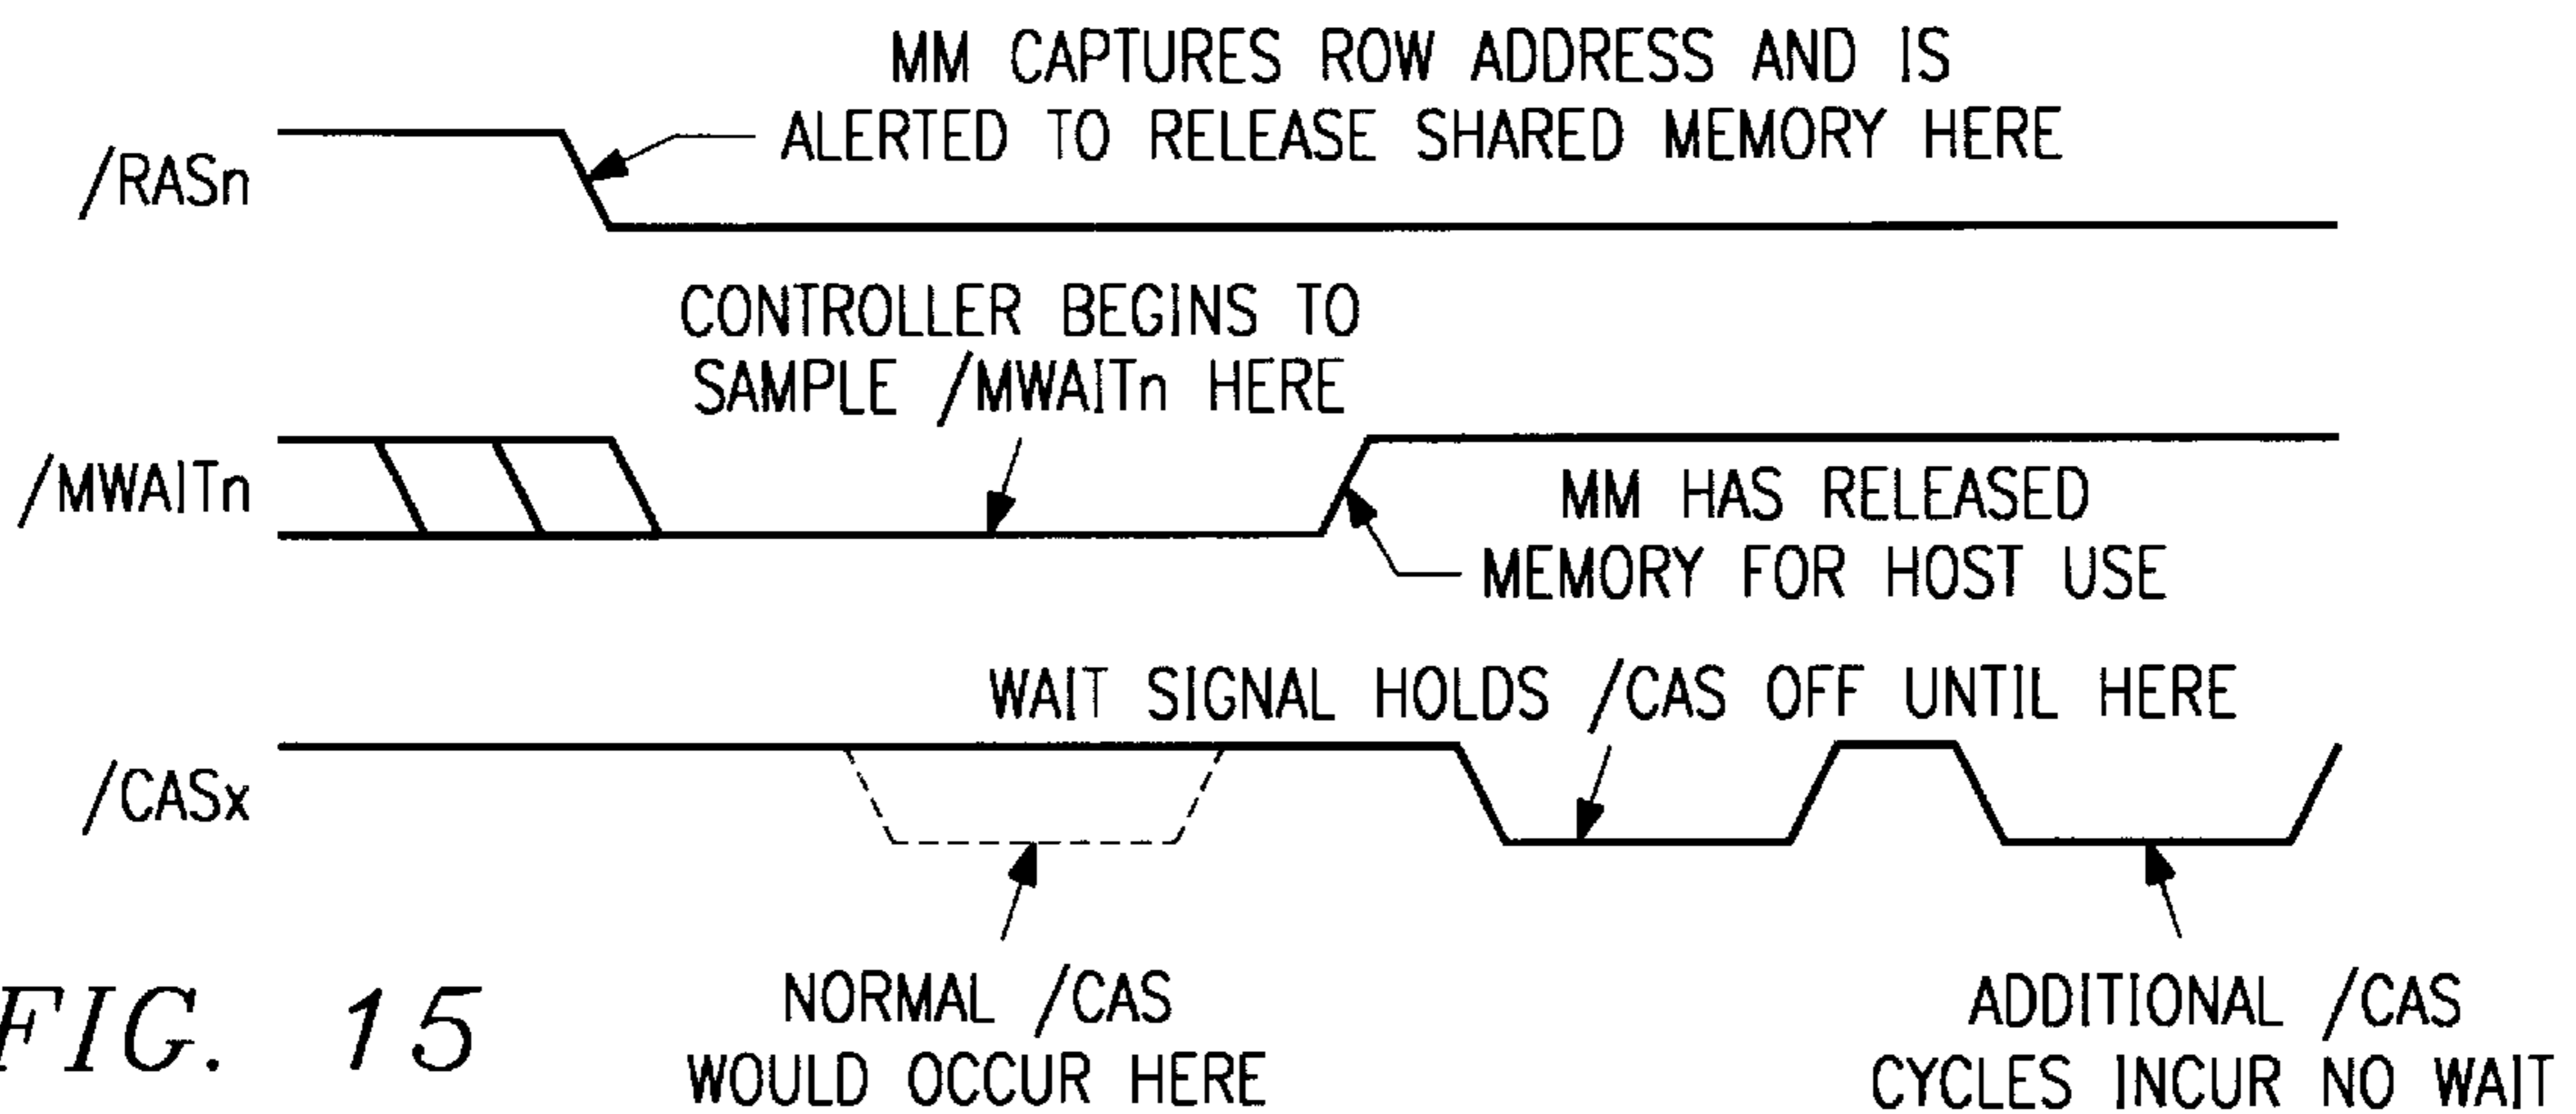 MM CAPTURES ROW ADDRESS AND IS
ALERTED TO RELEASE SHARED MEMORY HERE
/RASn
CONTROLLER BEGINS TO
SAMPLE /MWAITn HERE
/MWAITn
MM HAS RELEASED
MEMORY FOR HOST USE
WAIT SIGNAL HOLDS /CAS OFF UNTIL HERE
/CASx
NORMAL /CAS
WOULD OCCUR HERE
ADDITIONAL /CAS
CYCLES INCUR NO WAIT
FIG. 15